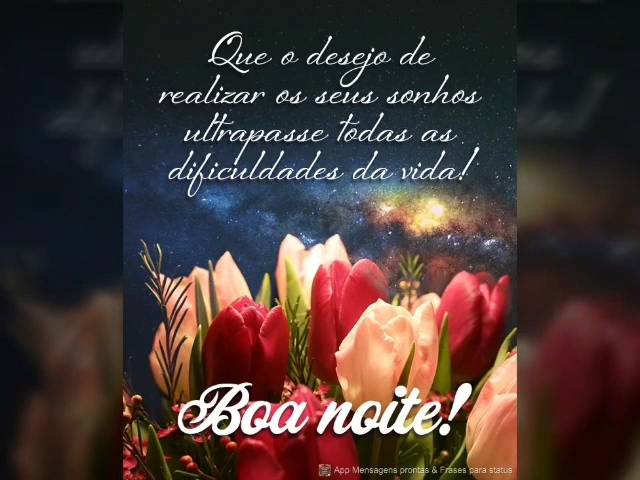 Que o desejo de
realizar os seus sonhos
ultrapasse todas as
dificuldades da vida!
Boa noite!
App Mensagens prontas & Frases para status